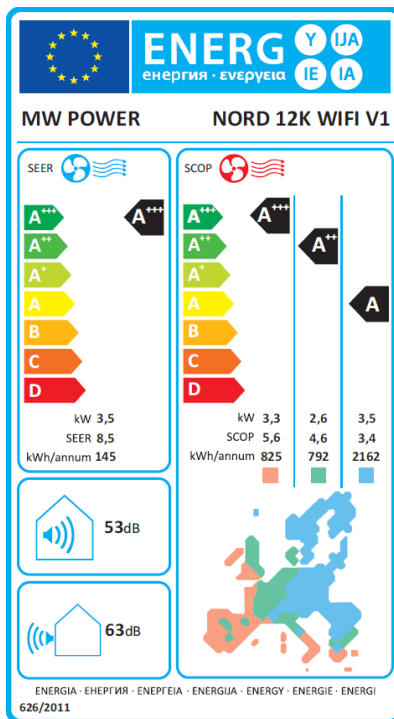 ENERG
енергия · ενεργεια
Y
IJA
IE
IA
MW POWER
NORD 12K WIFI V1
SEER
A+++
A+++
A++
A+
A
B
C
D
kW 3,5
SEER 8,5
kWh/annum 145
SCOP
A+++
A+++
A++
A++
A+
A
A
B
C
D
kW 3,3 2,6 3,5
SCOP 5,6 4,6 3,4
kWh/annum 825 792 2162
53dB
63dB
ENERGIA · ЕНЕРГИЯ · ΕΝΕΡΓΕΙΑ · ENERGIJA · ENERGY · ENERGIE · ENERGI
626/2011